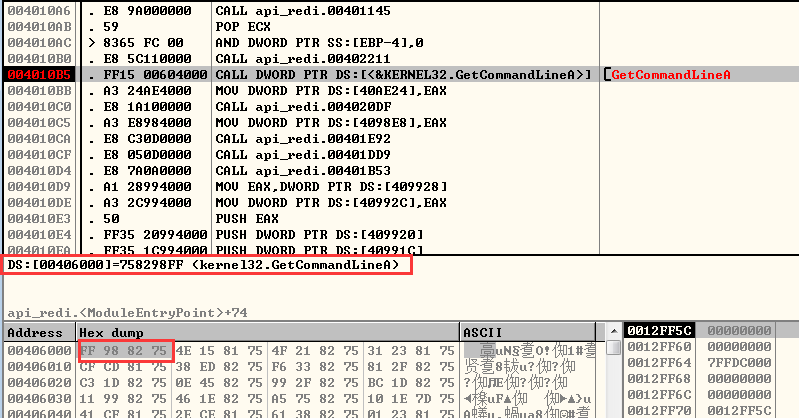 004010A6 . E8 9A000000 CALL api_redi.00401145
004010AB . 59 POP ECX
004010AC > 8365 FC 00 AND DWORD PTR SS:[EBP-4],0
004010B0 . E8 5C110000 CALL api_redi.00402211
004010B5 . FF15 00604000 CALL DWORD PTR DS:[<&KERNEL32.GetCommandLineA>] [GetCommandLineA
004010BB . A3 24AE4000 MOV DWORD PTR DS:[40AE24],EAX
004010C0 . E8 1A100000 CALL api_redi.004020DF
004010C5 . A3 E8984000 MOV DWORD PTR DS:[4098E8],EAX
004010CA . E8 C30D0000 CALL api_redi.00401E92
004010CF . E8 050D0000 CALL api_redi.00401DD9
004010D4 . E8 7A0A0000 CALL api_redi.00401B53
004010D9 . A1 28994000 MOV EAX,DWORD PTR DS:[409928]
004010DE . A3 2C994000 MOV DWORD PTR DS:[40992C],EAX
004010E3 . 50 PUSH EAX
004010E4 . FF35 20994000 PUSH DWORD PTR DS:[409920]
004010EA . FF35 1C994000 PUSH DWORD PTR DS:[40991C]
DS:[00406000]=758298FF (kernel32.GetCommandLineA)
api_redi.<ModuleEntryPoint>+74
Address Hex dump ASCII
00406000 FF 98 82 75 4E 15 81 75 4F 21 82 75 31 23 81 75
00406010 CF CD 81 75 38 ED 82 75 F6 33 82 75 81 2F 82 75
00406020 C3 1D 82 75 0E 45 82 75 99 2F 82 75 BC 1D 82 75
00406030 11 99 82 75 46 1E 82 75 A5 75 82 75 10 1E 7D 75
00406040 41 CF 81 75 2E CE 81 75 61 38 82 75 01 23 81 75
0012FF5C 00000000
0012FF60 00000000
0012FF64 7FFDC000
0012FF68 00000000
0012FF6C 00000000
0012FF70 0012FF5C